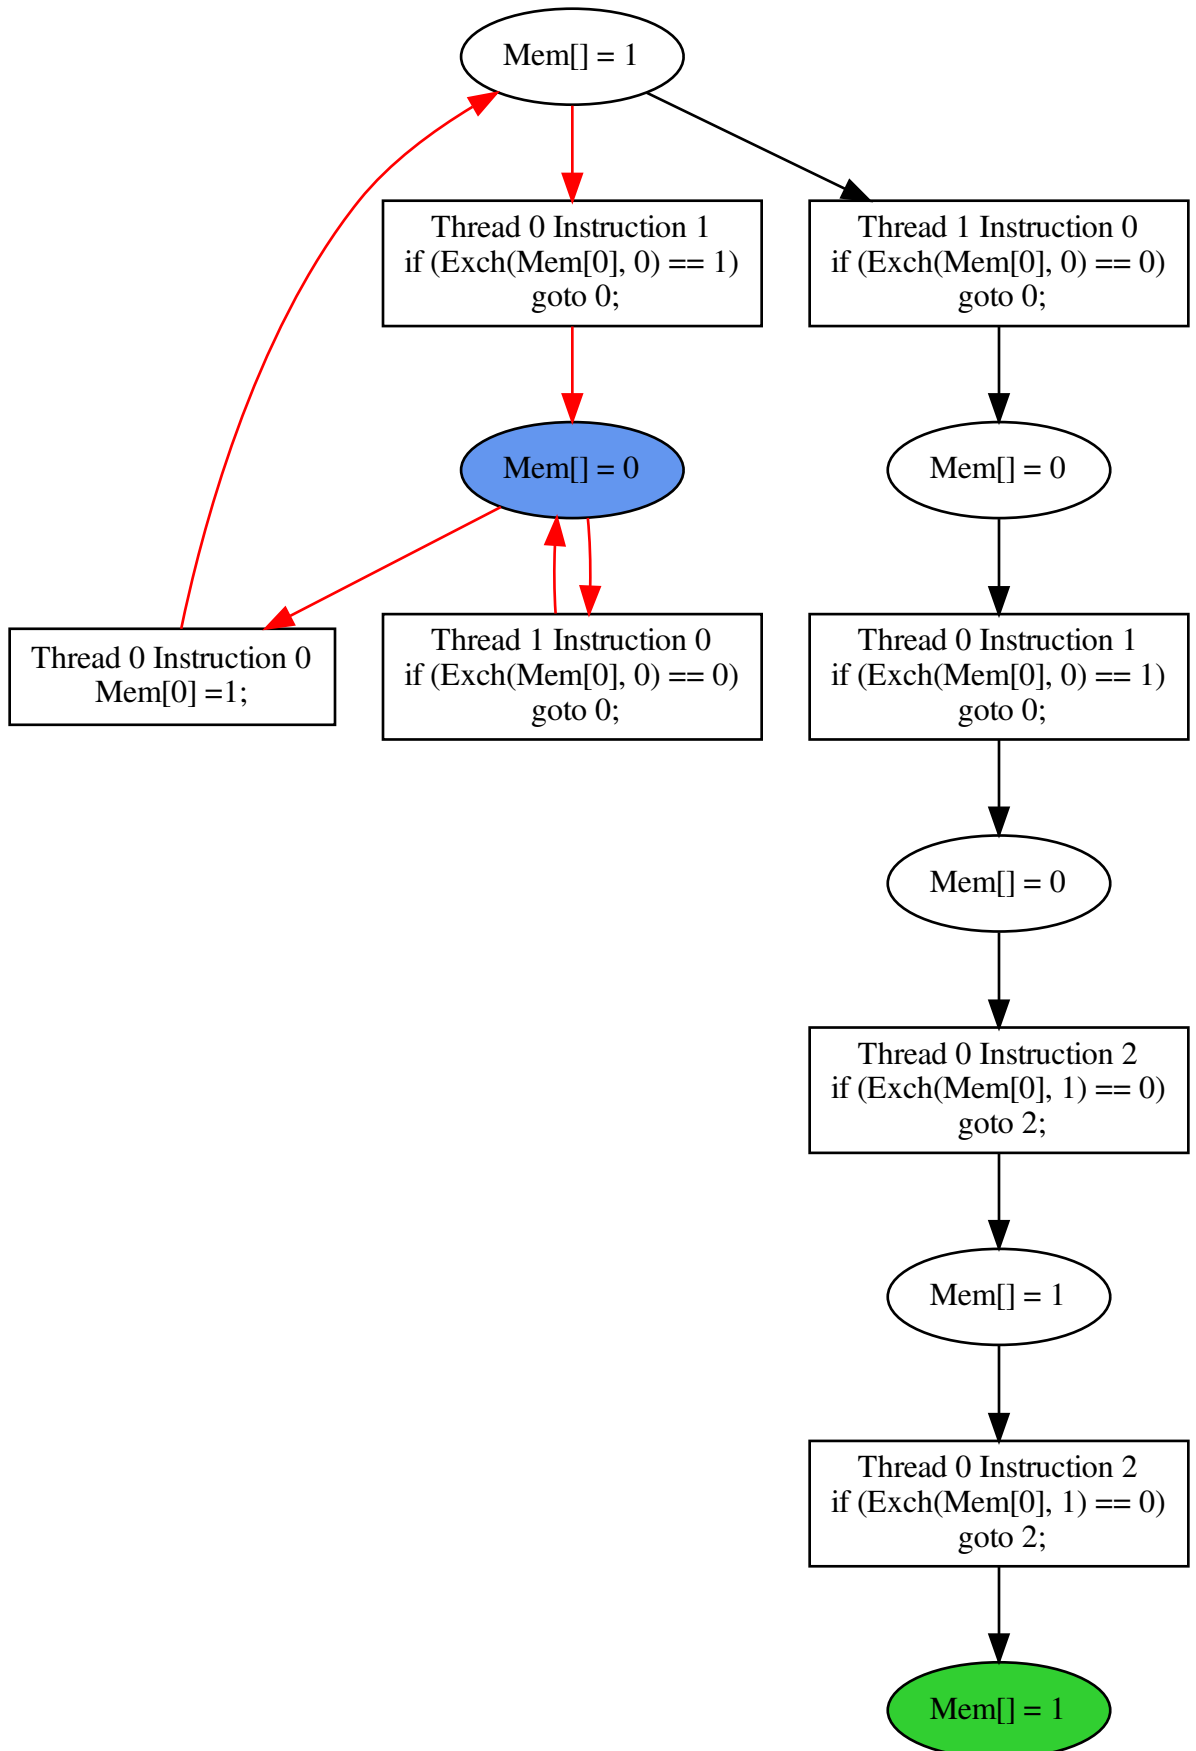 Mem[] = 1
Thread 0 Instruction 1
if (Exch(Mem[0], 0) == 1)
goto 0;
Thread 1 Instruction 0
if (Exch(Mem[0], 0) == 0)
goto 0;
Mem[] = 0
Mem[] = 0
Thread 0 Instruction 0
Mem[0] =1;
Thread 1 Instruction 0
if (Exch(Mem[0], 0) == 0)
goto 0;
Thread 0 Instruction 1
if (Exch(Mem[0], 0) == 1)
goto 0;
Mem[] = 0
Thread 0 Instruction 2
if (Exch(Mem[0], 1) == 0)
goto 2;
Mem[] = 1
Thread 0 Instruction 2
if (Exch(Mem[0], 1) == 0)
goto 2;
Mem[] = 1